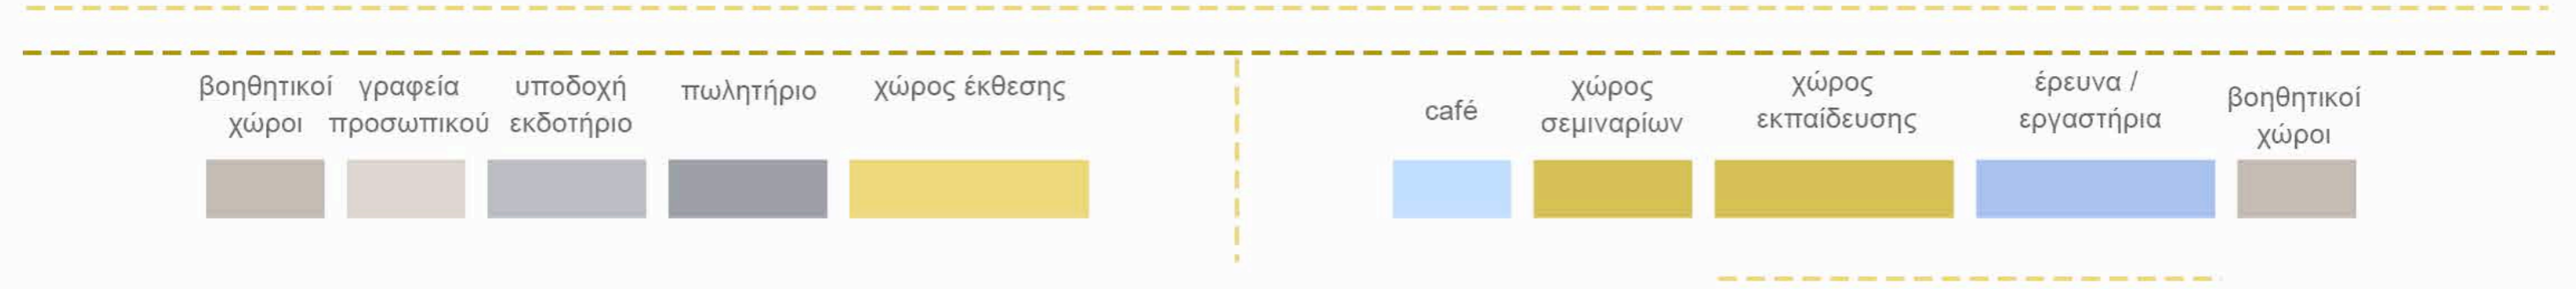 βοηθητικοί
χώροι
γραφεία
προσωπικού
υποδοχή
εκδοτήριο
πωλητήριο
χώρος έκθεσης
café
χώρος
σεμιναρίων
χώρος
εκπαίδευσης
έρευνα /
εργαστήρια
βοηθητικοί
χώροι